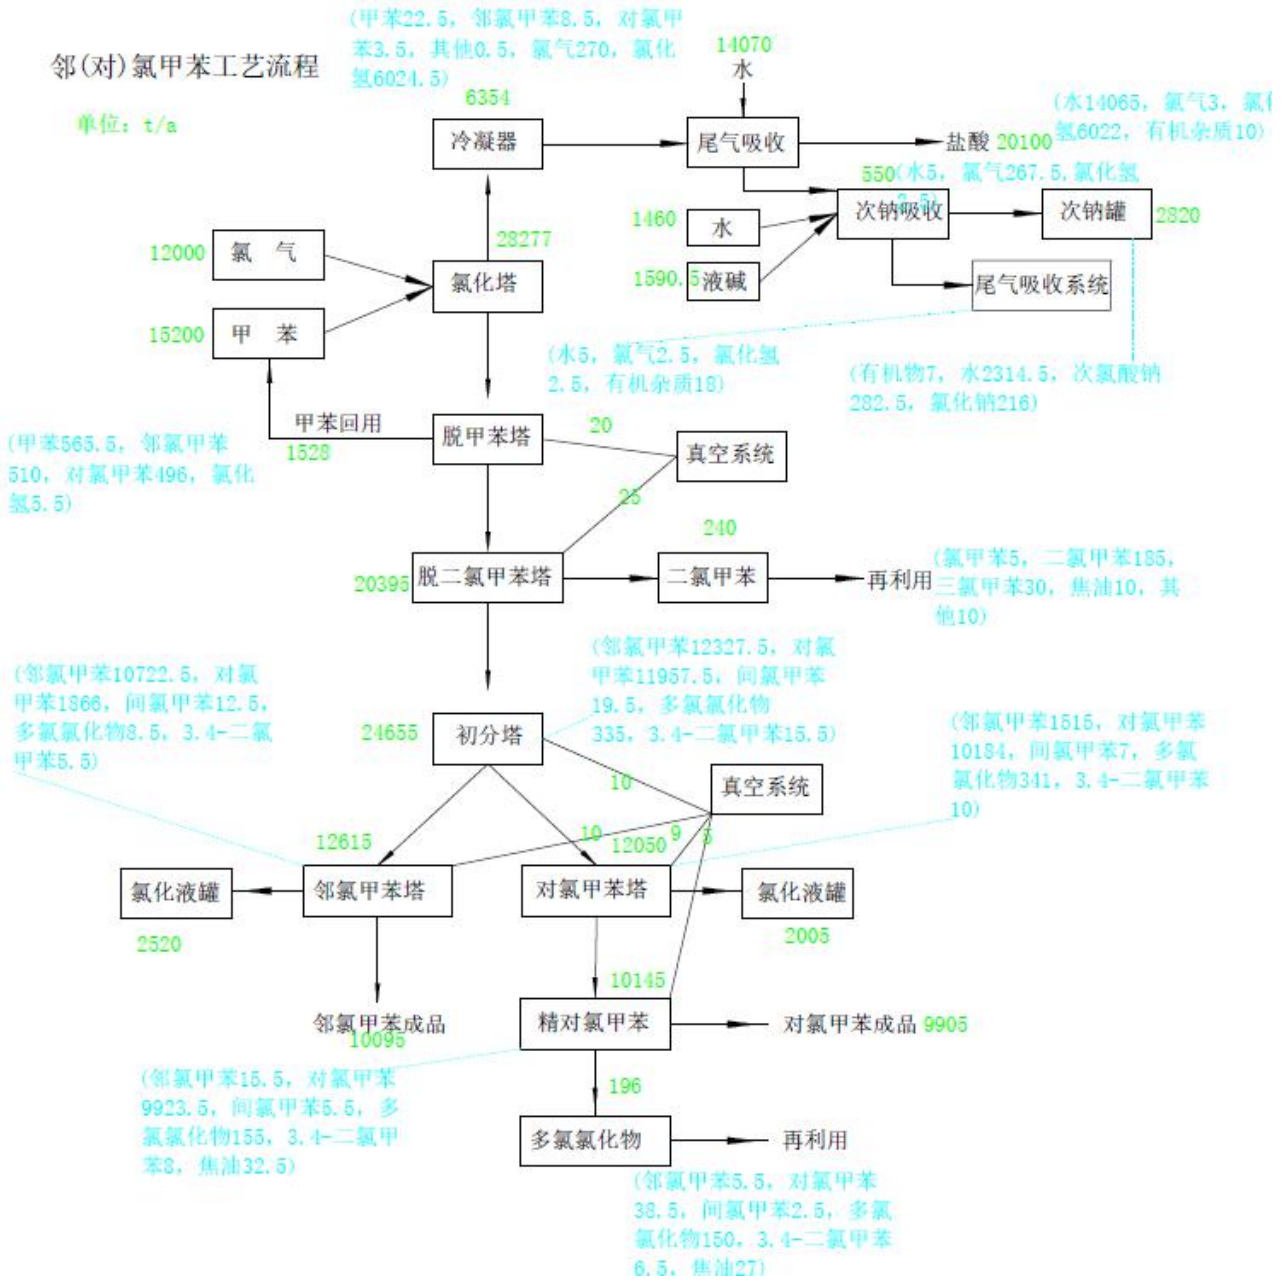 邻(对)氯甲苯工艺流程
单位：t/a
(甲苯22.5，邻氯甲苯8.5，对氯甲
苯3.5，其他0.5，氯气270，氯化
氢6024.5)
6354
冷凝器
14070
水
尾气吸收
盐酸 20100
(水14065，氯气3，氯化
氢6022，有机杂质10)
550
(水5，氯气267.5,氯化氢
次钠吸收
次钠罐
2820
1460
水
1590.5
液碱
尾气吸收系统
12000
氯 气
28277
氯化塔
15200
甲 苯
(水5，氯气2.5，氯化氢
2.5，有机杂质18)
(有机物7，水2314.5，次氯酸钠
282.5，氯化钠216)
甲苯回用
1528
脱甲苯塔
20
真空系统
25
(甲苯565.5，邻氯甲苯
510，对氯甲苯496，氯化
氢5.5)
20395
脱二氯甲苯塔
240
二氯甲苯
再利用
(氯甲苯5，二氯甲苯185，
三氯甲苯30，焦油10，其
他10)
(邻氯甲苯10722.5，对氯
甲苯1866，间氯甲苯12.5，
多氯氯化物8.5，3.4-二氯
甲苯5.5)
24655
初分塔
(邻氯甲苯12327.5，对氯
甲苯11957.5，间氯甲苯
19.5，多氯氯化物
335，3.4-二氯甲苯15.5)
(邻氯甲苯1515，对氯甲苯
10184，间氯甲苯7，多氯
氯化物341，3.4-二氯甲苯
10)
10
真空系统
10
9
5
12615
12050
氯化液罐
2520
邻氯甲苯塔
对氯甲苯塔
氯化液罐
2005
邻氯甲苯成品
10095
10145
精对氯甲苯
对氯甲苯成品 9905
(邻氯甲苯15.5，对氯甲苯
9923.5，间氯甲苯5.5，多
氯氯化物155，3.4-二氯甲
苯8，焦油32.5)
196
多氯氯化物
再利用
(邻氯甲苯5.5，对氯甲苯
38.5，间氯甲苯2.5，多氯
氯化物150，3.4-二氯甲苯
6.5，焦油27)